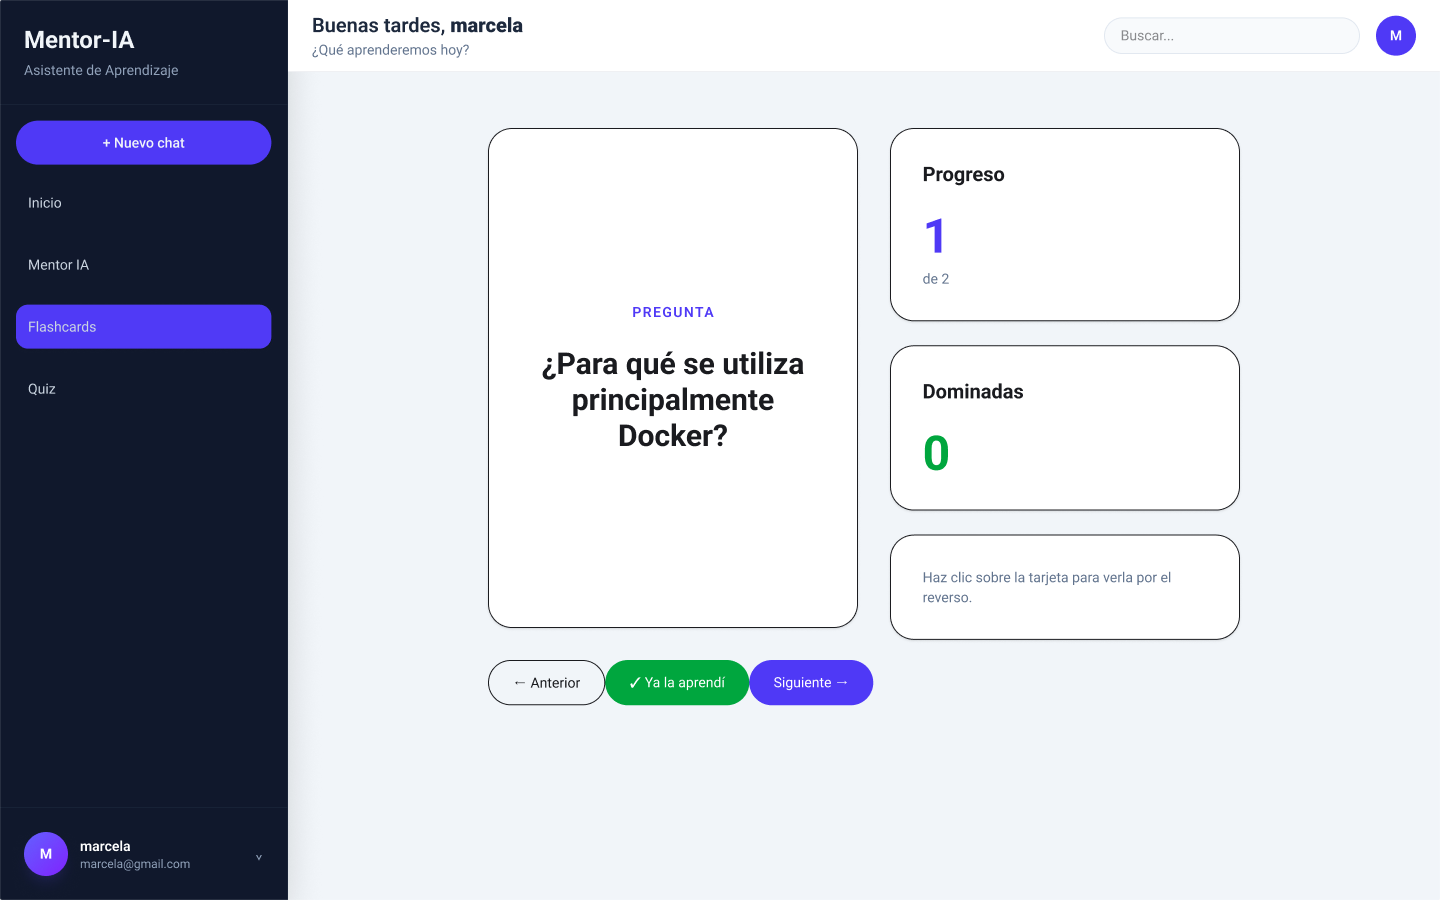 Mentor-IA
Asistente de Aprendizaje
+ Nuevo chat
Inicio
Mentor IA
Flashcards
Quiz
M
marcela
marcela@gmail.com
v
Buenas tardes, marcela
¿Qué aprenderemos hoy?
Buscar...
M
PREGUNTA
¿Para qué se utiliza
principalmente
Docker?
← Anterior
✓ Ya la aprendí
Siguiente →
Progreso
1
de 2
Dominadas
0
Haz clic sobre la tarjeta para verla por el
reverso.